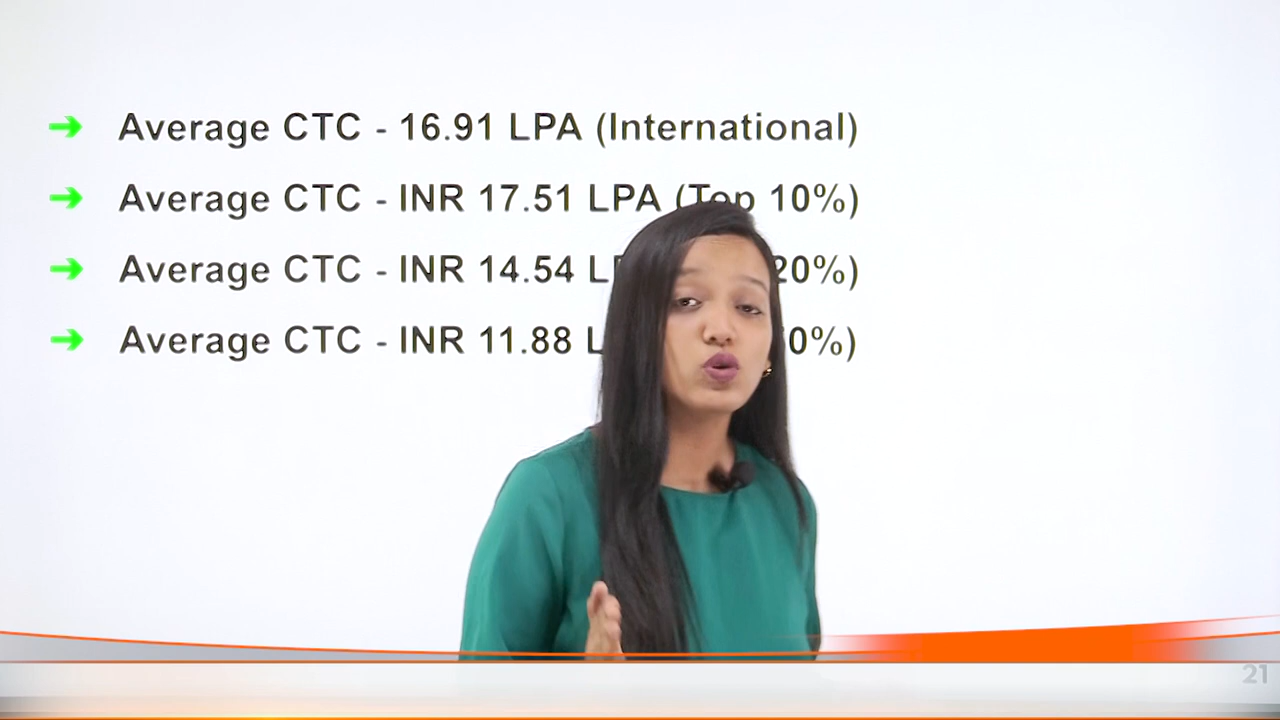 Average CTC - 16.91 LPA (International)
Average CTC - INR 17.51 LPA (Top 10%)
Average CTC - INR 14.54 20%)
Average CTC - INR 11.88
21